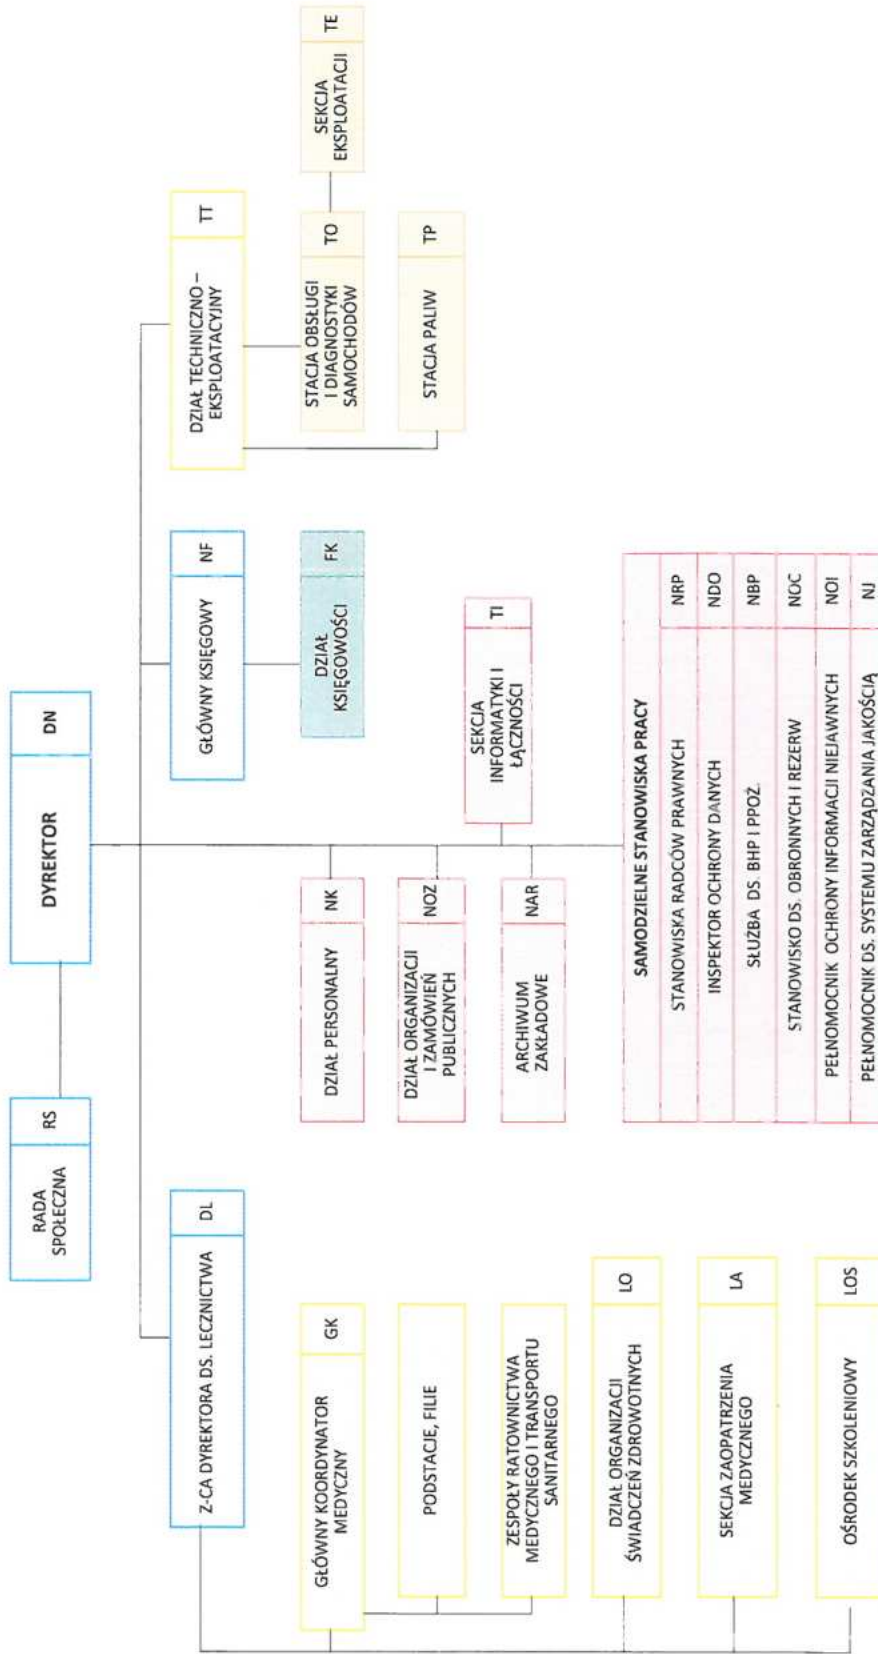 RADA
SPOŁECZNA
RS
DYREKTOR
DN
Z-CA DYREKTORA DS. LECZNICTWA
DL
GŁÓWNY KSIĘGOWY
NF
DZIAŁ TECHNICZNO –
EKSPLOATACYJNY
TT
GŁÓWNY KOORDYNATOR
MEDYCZNY
GK
PODSTACJE, FILIE
ZESPOŁY RATOWNICTWA
MEDYCZNEGO I TRANSPORTU
SANITARNEGO
DZIAŁ ORGANIZACJI
ŚWIADCZEŃ ZDROWOTNYCH
LO
SEKCJA ZAOPATRZENIA
MEDYCZNEGO
LA
OŚRODEK SZKOLENIOWY
LOS
DZIAŁ PERSONALNY
NK
DZIAŁ ORGANIZACJI
I ZAMÓWIEŃ
PUBLICZNYCH
NOZ
ARCHIWUM
ZAKŁADOWE
NAR
SEKCJA
INFORMATYKI I
ŁĄCZNOŚCI
TI
DZIAŁ
KSIĘGOWOŚCI
FK
STACJA OBSŁUGI
I DIAGNOSTYKI
SAMOCHODÓW
TO
SEKCJA
EKSPLOATACJI
TE
STACJA PALIW
TP
SAMODZIELNE STANOWISKA PRACY
STANOWISKA RADCÓW PRAWNYCH NRP
INSPEKTOR OCHRONY DANYCH NDO
SŁUŻBA DS. BHP I PPOŻ. NBP
STANOWISKO DS. OBRONNYCH I REZERW NOC
PEŁNOMOCNIK OCHRONY INFORMACJI NIEJAWNYCH NOI
PEŁNOMOCNIK DS. SYSTEMU ZARZĄDZANIA JAKOŚCIĄ NJ